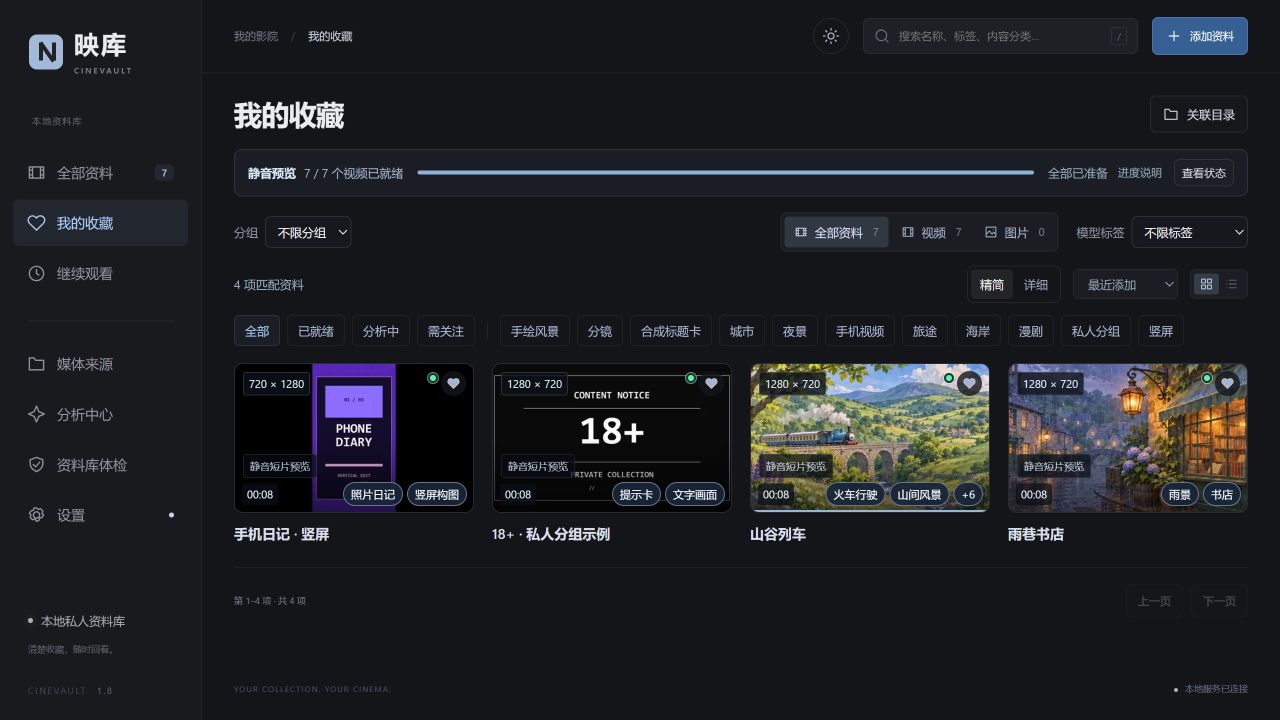 N 映库
CINEVAULT
我的影院 / 我的收藏
搜索名称、标签、内容分类... /
+ 添加资料
本地资料库
全部资料 7
我的收藏
继续观看
媒体来源
分析中心
资料库体检
设置
本地私人资料库
清楚收藏，随时回看。
CINEVAULT 1.8
我的收藏
关联目录
静音预览 7 / 7 个视频已就绪 全部已准备 进度说明 查看状态
分组 不限分组 全部资料 7 视频 7 图片 0 模型标签 不限标签
4 项匹配资料 精简 详细 最近添加
全部 已就绪 分析中 需关注 手绘风景 分镜 合成标题卡 城市 夜景 手机视频 旅途 海岸 漫剧 私人分组 竖屏
720 × 1280
01 / 03
PHONE
DIARY
静音短片预览
VERTICAL EDIT
00:08 照片日记 竖屏构图
手机日记 · 竖屏
1280 × 720
CONTENT NOTICE
18+
静音短片预览
RIVATE COLLECTION
//
00:08 提示卡 文字画面
18+ · 私人分组示例
1280 × 720
静音短片预览
00:08 火车行驶 山间风景 +6
山谷列车
1280 × 720
静音短片预览
00:08 雨景 书店
雨巷书店
第 1–4 项 · 共 4 项
上一页 下一页
YOUR COLLECTION. YOUR CINEMA.
本地服务已连接